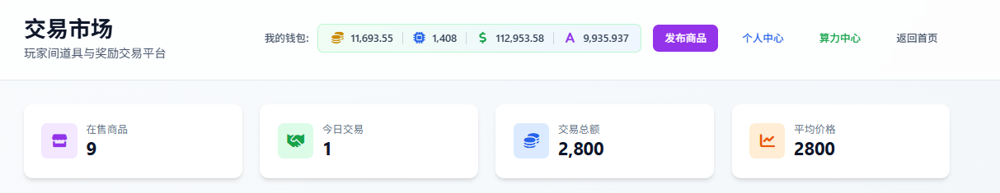 交易市场
玩家间道具与奖励交易平台
我的钱包: 11,693.55 1,408 $ 112,953.58 A 9,935.937 发布商品 个人中心 算力中心 返回首页
在售商品
9
今日交易
1
交易总额
2,800
平均价格
2800